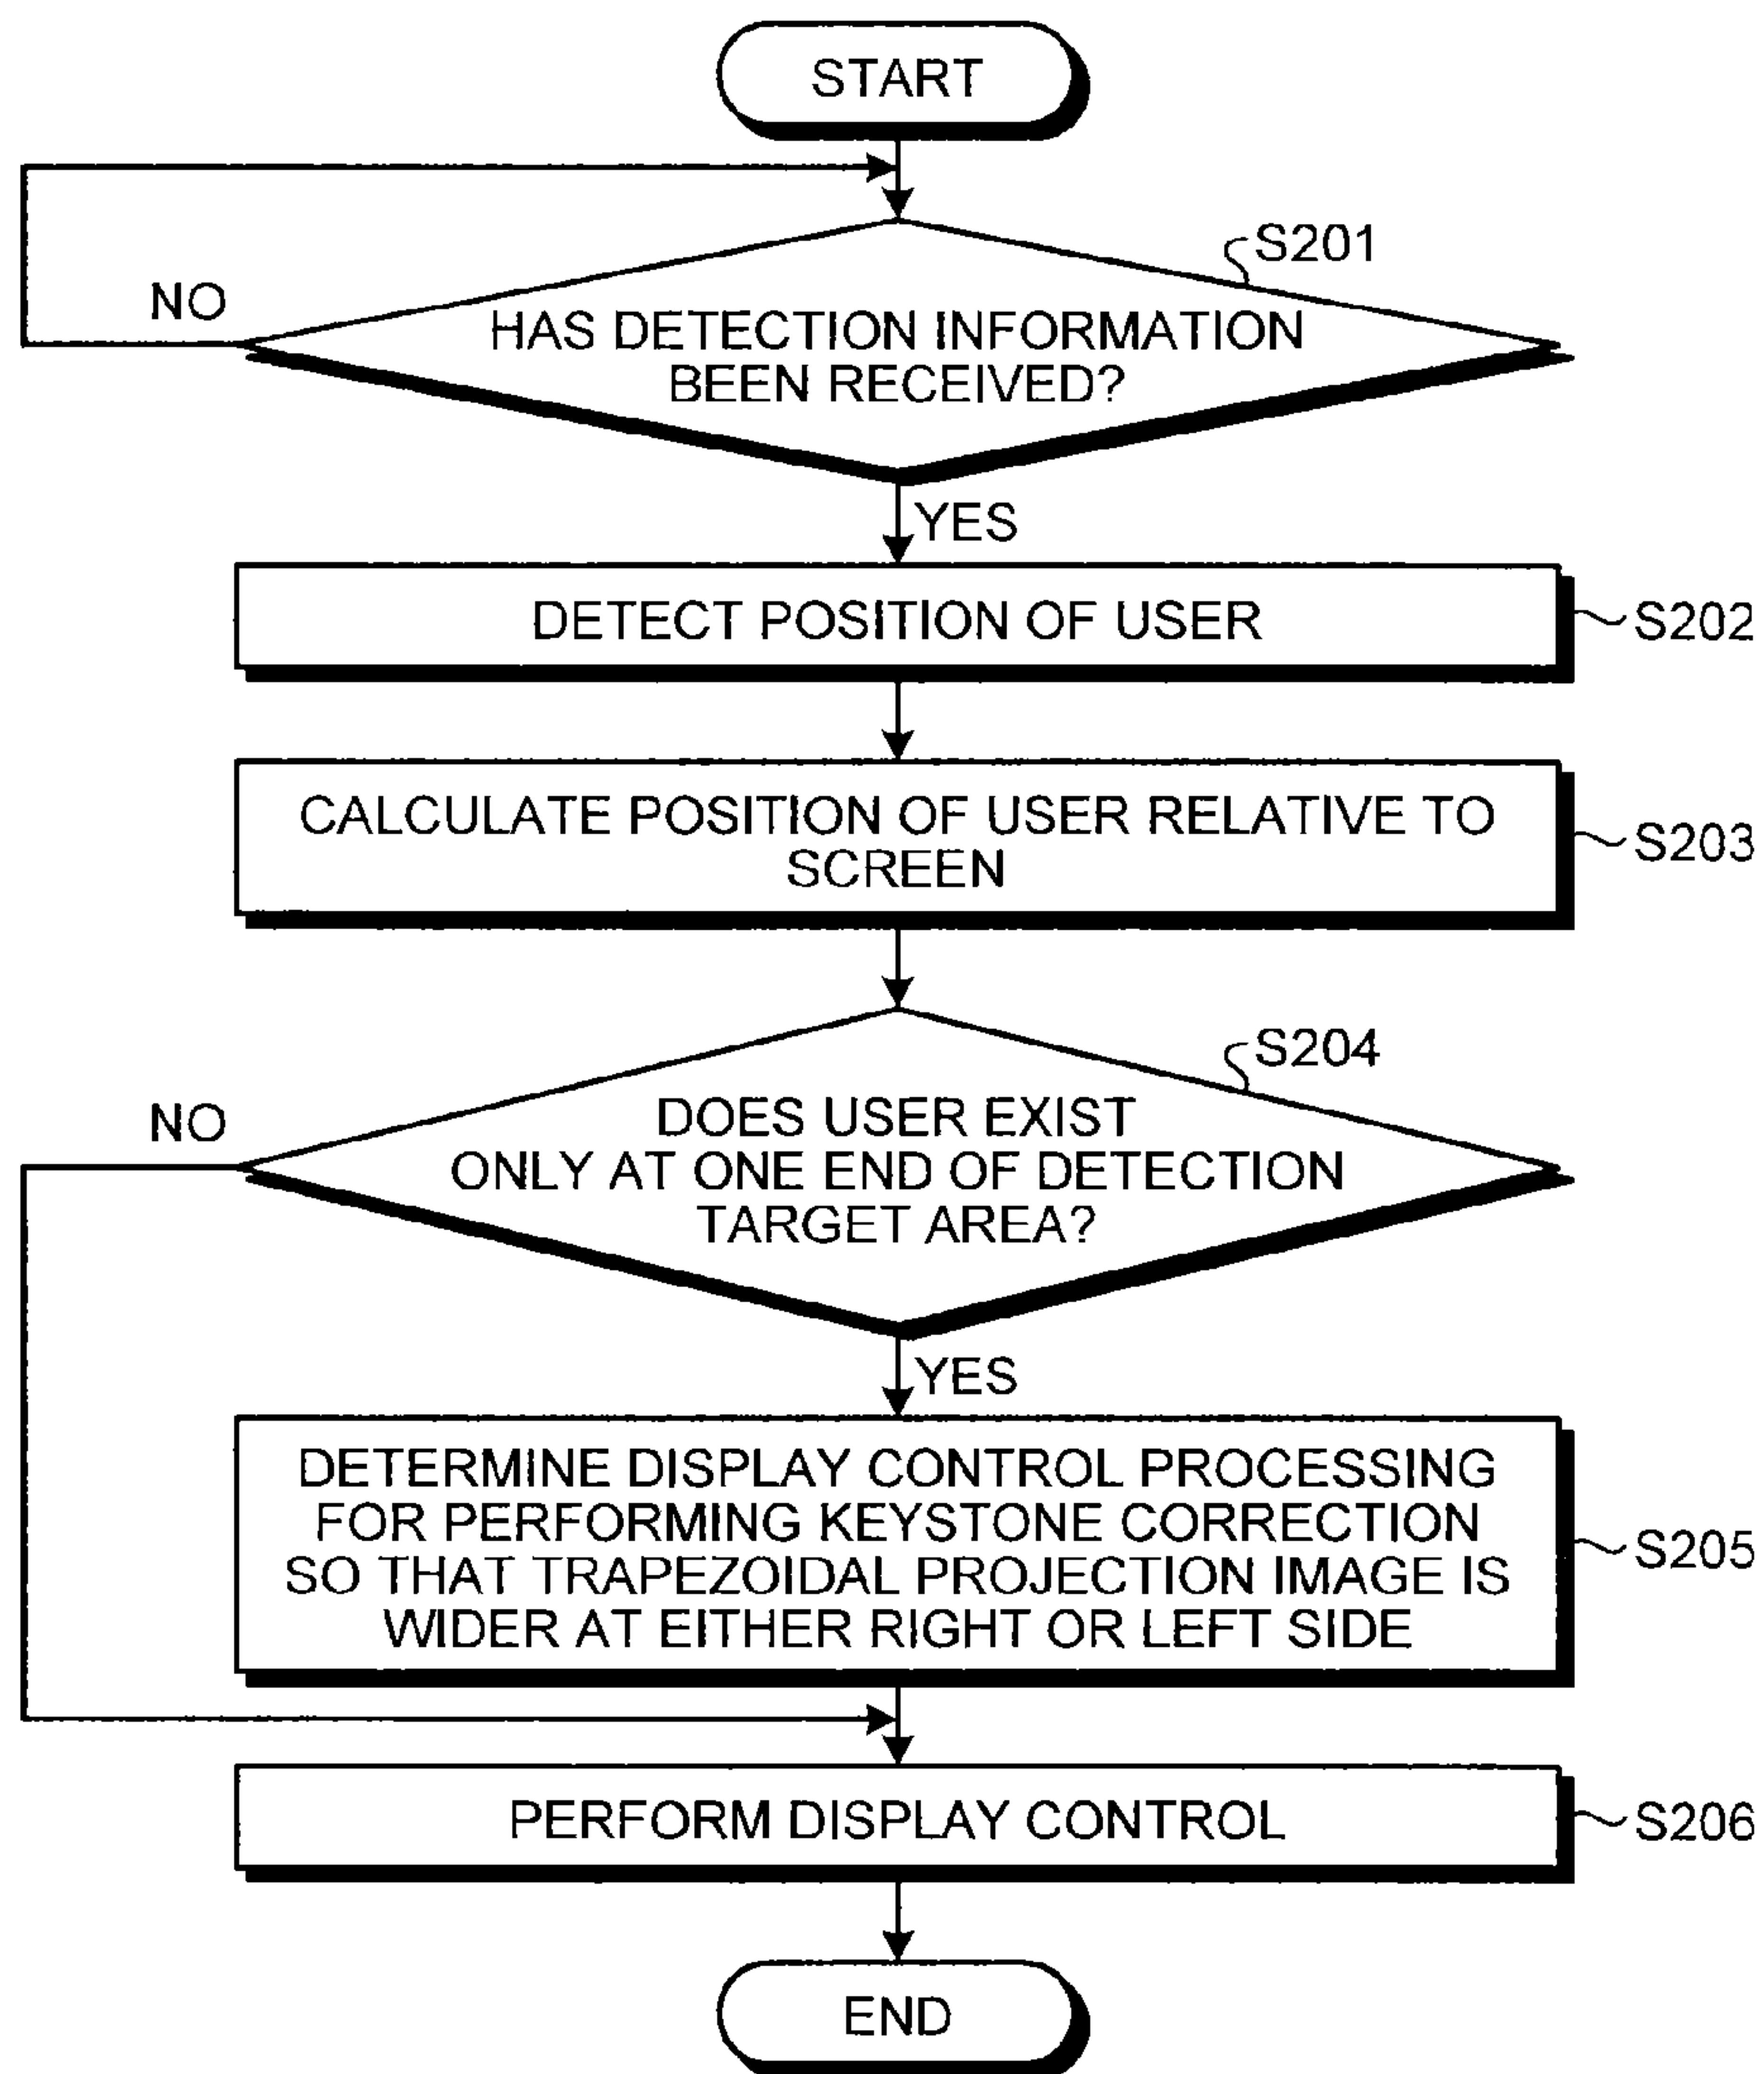 START
S201
NO
HAS DETECTION INFORMATION
BEEN RECEIVED?
YES
DETECT POSITION OF USER
S202
CALCULATE POSITION OF USER RELATIVE TO
SCREEN
S203
S204
NO
DOES USER EXIST
ONLY AT ONE END OF DETECTION
TARGET AREA?
YES
DETERMINE DISPLAY CONTROL PROCESSING
FOR PERFORMING KEYSTONE CORRECTION
SO THAT TRAPEZOIDAL PROJECTION IMAGE IS
WIDER AT EITHER RIGHT OR LEFT SIDE
S205
PERFORM DISPLAY CONTROL
S206
END